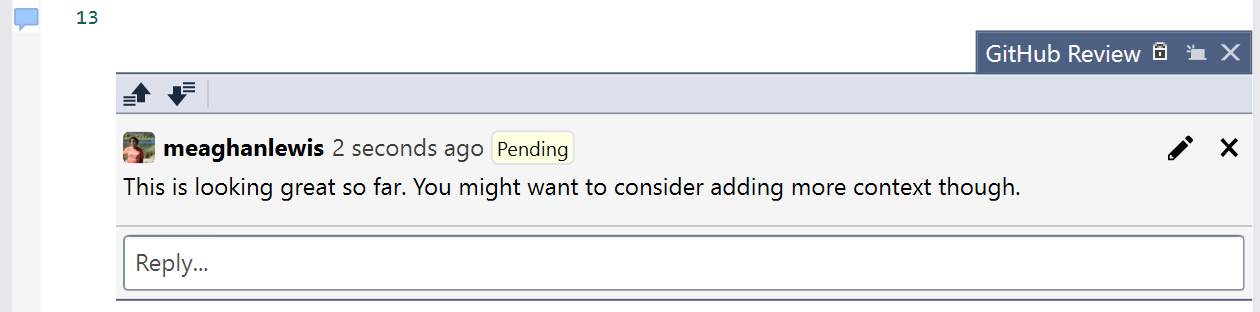 13
GitHub Review
meaghanlewis 2 seconds ago Pending
This is looking great so far. You might want to consider adding more context though.
Reply...